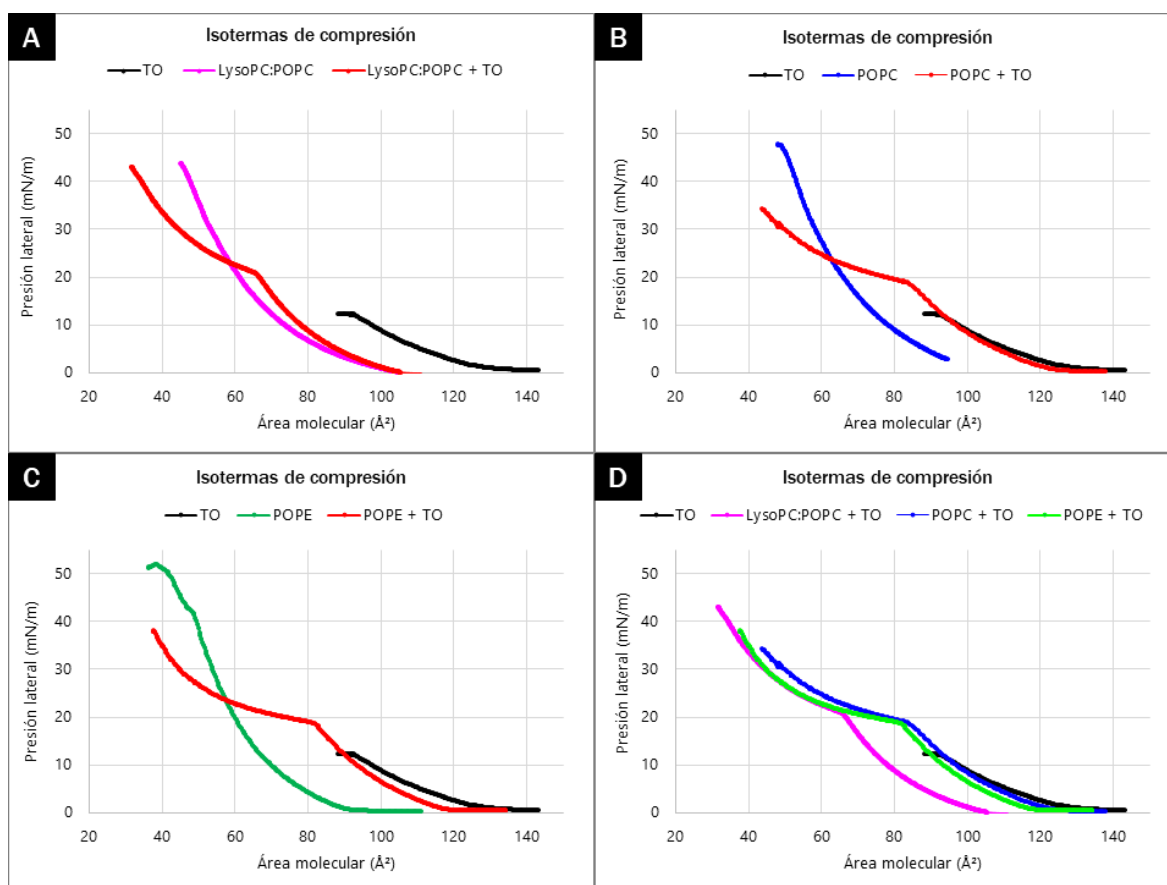 A
Isotermas de compresión
TO LysoPC:POPC LysoPC:POPC + TO
Presión lateral (mN/m)
50
40
30
20
10
0
20 40 60 80 100 120 140
Área molecular (Å²)
B
Isotermas de compresión
TO POPC POPC + TO
Presión lateral (mN/m)
50
40
30
20
10
0
20 40 60 80 100 120 140
Área molecular (Å²)
C
Isotermas de compresión
TO POPE POPE + TO
Presión lateral (mN/m)
50
40
30
20
10
0
20 40 60 80 100 120 140
Área molecular (Å²)
D
Isotermas de compresión
TO LysoPC:POPC + TO POPC + TO POPE + TO
Presión lateral (mN/m)
50
40
30
20
10
0
20 40 60 80 100 120 140
Área molecular (Å²)